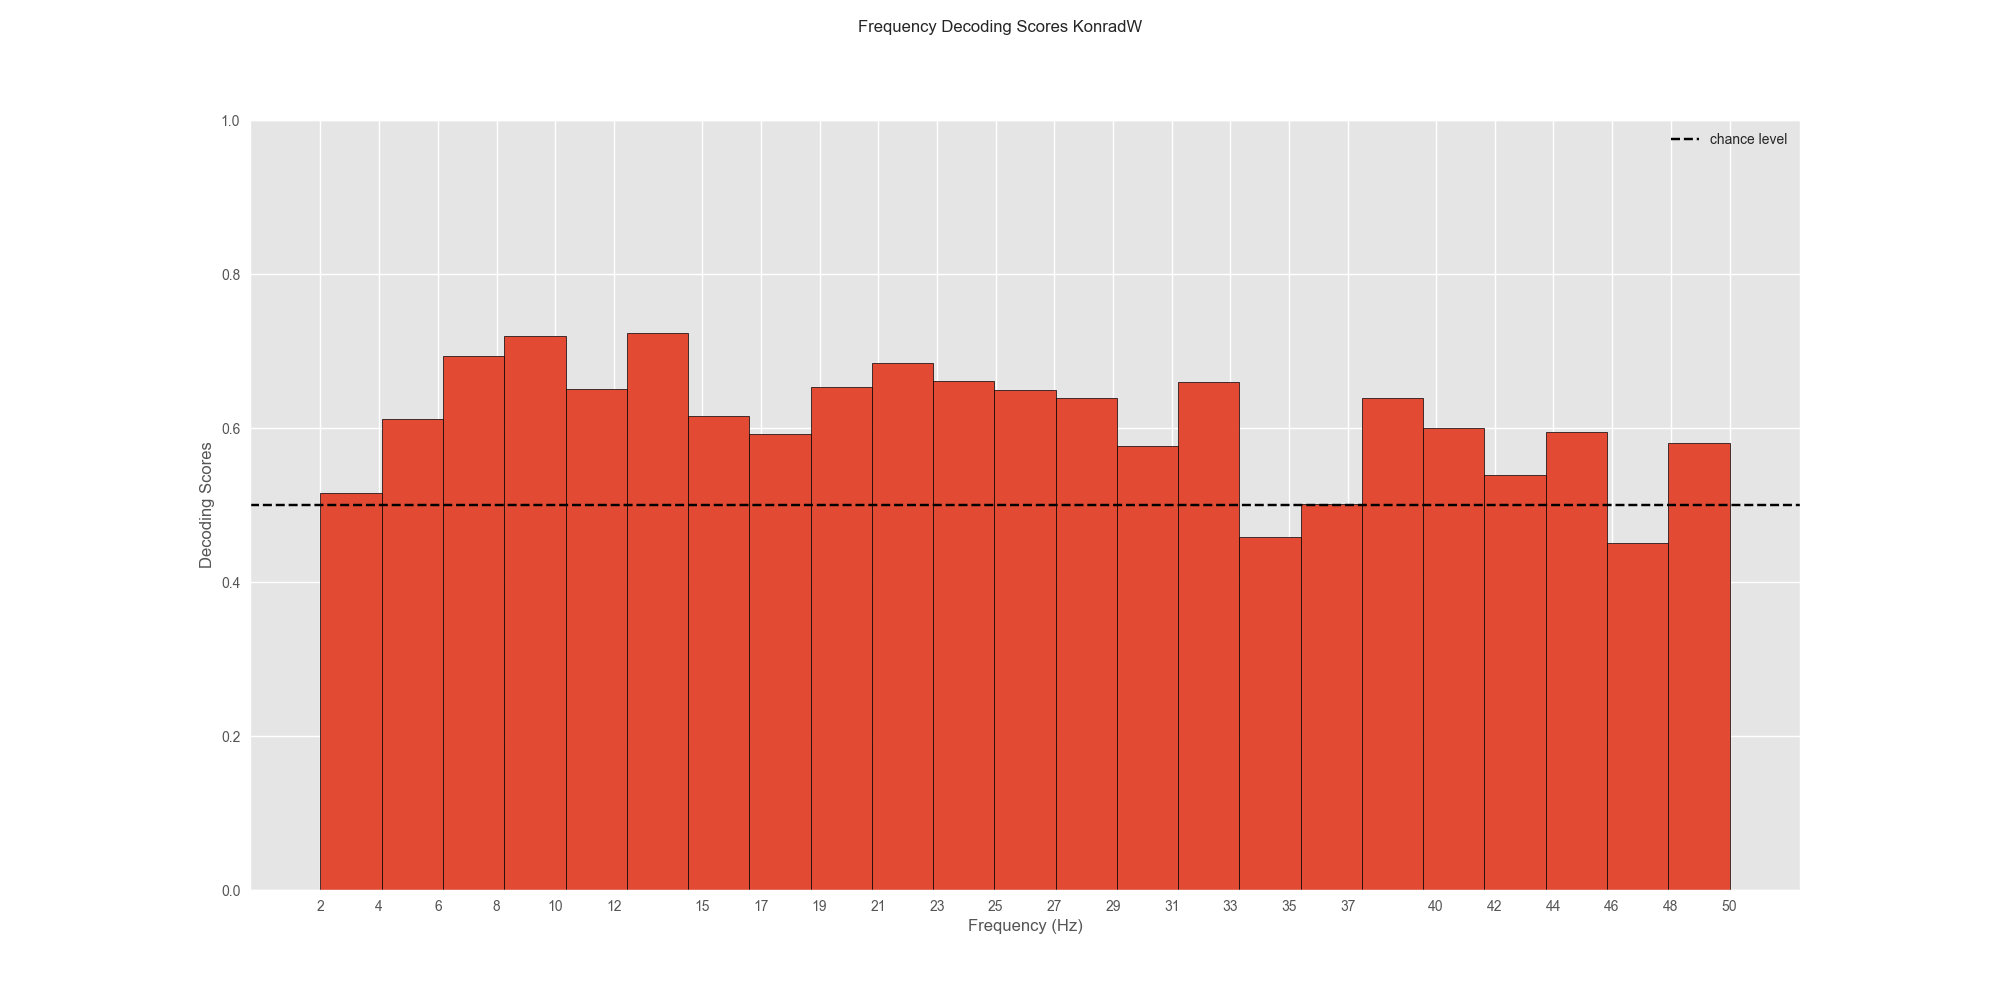 Frequency Decoding Scores KonradW
1.0
chance level
0.8
0.6
Decoding Scores
0.4
0.2
0.0
2 4 6 8 10 12 15 17 19 21 23 25 27 29 31 33 35 37 40 42 44 46 48 50
Frequency (Hz)